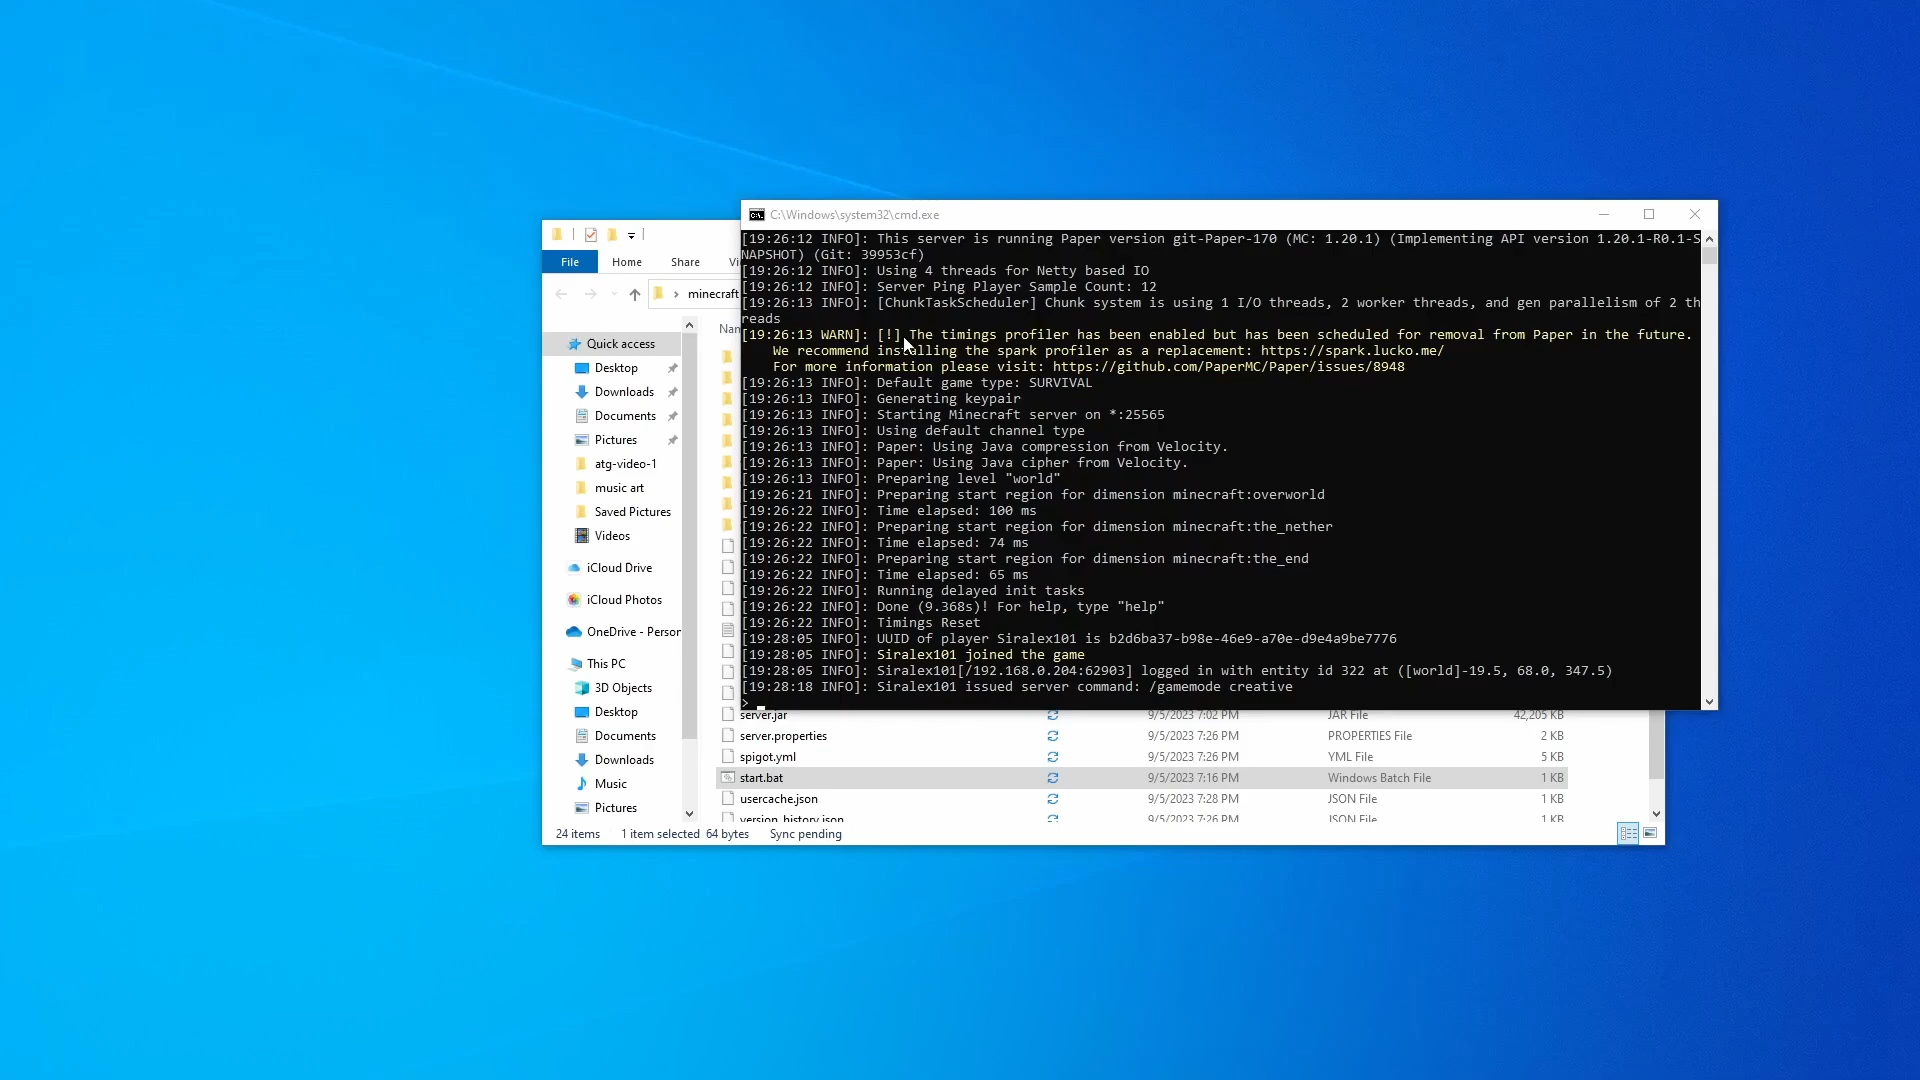 C:\Windows\system32\cmd.exe
[19:26:12 INFO]: This server is running Paper version git-Paper-170 (MC: 1.20.1) (Implementing API version 1.20.1-R0.1-S
NAPSHOT) (Git: 39953cf)
[19:26:12 INFO]: Using 4 threads for Netty based IO
[19:26:12 INFO]: Server Ping Player Sample Count: 12
[19:26:13 INFO]: [ChunkTaskScheduler] Chunk system is using 1 I/O threads, 2 worker threads, and gen parallelism of 2 th
reads
[19:26:13 WARN]: [!] The timings profiler has been enabled but has been scheduled for removal from Paper in the future.
We recommend installing the spark profiler as a replacement: https://spark.lucko.me/
For more information please visit: https://github.com/PaperMC/Paper/issues/8948
[19:26:13 INFO]: Default game type: SURVIVAL
[19:26:13 INFO]: Generating keypair
[19:26:13 INFO]: Starting Minecraft server on *:25565
[19:26:13 INFO]: Using default channel type
[19:26:13 INFO]: Paper: Using Java compression from Velocity.
[19:26:13 INFO]: Paper: Using Java cipher from Velocity.
[19:26:13 INFO]: Preparing level "world"
[19:26:21 INFO]: Preparing start region for dimension minecraft:overworld
[19:26:22 INFO]: Time elapsed: 100 ms
[19:26:22 INFO]: Preparing start region for dimension minecraft:the_nether
[19:26:22 INFO]: Time elapsed: 74 ms
[19:26:22 INFO]: Preparing start region for dimension minecraft:the_end
[19:26:22 INFO]: Time elapsed: 65 ms
[19:26:22 INFO]: Running delayed init tasks
[19:26:22 INFO]: Done (9.368s)! For help, type "help"
[19:26:22 INFO]: Timings Reset
[19:28:05 INFO]: UUID of player Siralex101 is b2d6ba37-b98e-46e9-a70e-d9e4a9be7776
[19:28:05 INFO]: Siralex101 joined the game
[19:28:05 INFO]: Siralex101[/192.168.0.204:62903] logged in with entity id 322 at ([world]-19.5, 68.0, 347.5)
[19:28:18 INFO]: Siralex101 issued server command: /gamemode creative
>
File Home Share
minecraft
Quick access
Desktop
Downloads
Documents
Pictures
atg-video-1
music art
Saved Pictures
Videos
iCloud Drive
iCloud Photos
OneDrive - Person
This PC
3D Objects
Desktop
Documents
Downloads
Music
Pictures
server.jar 9/5/2023 7:02 PM JAR File 42,205 KB
server.properties 9/5/2023 7:26 PM PROPERTIES File 2 KB
spigot.yml 9/5/2023 7:26 PM YML File 5 KB
start.bat 9/5/2023 7:16 PM Windows Batch File 1 KB
usercache.json 9/5/2023 7:28 PM JSON File 1 KB
version_history.json 9/5/2023 7:26 PM JSON File 1 KB
24 items 1 item selected 64 bytes Sync pending